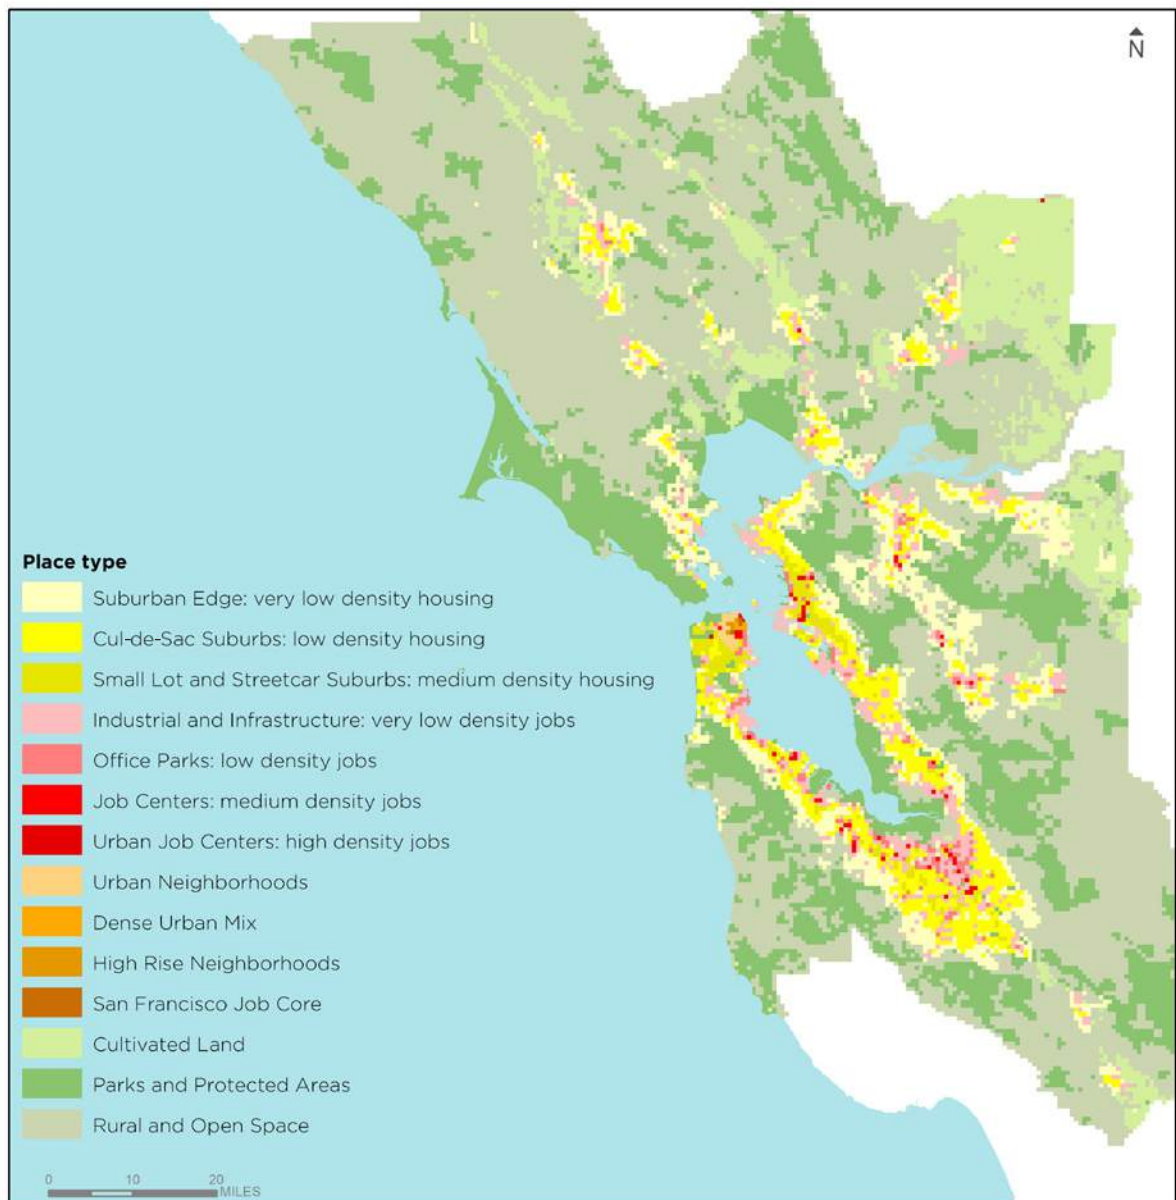 N
Place type
Suburban Edge: very low density housing
Cul-de-Sac Suburbs: low density housing
Small Lot and Streetcar Suburbs: medium density housing
Industrial and Infrastructure: very low density jobs
Office Parks: low density jobs
Job Centers: medium density jobs
Urban Job Centers: high density jobs
Urban Neighborhoods
Dense Urban Mix
High Rise Neighborhoods
San Francisco Job Core
Cultivated Land
Parks and Protected Areas
Rural and Open Space
0 10 20
MILES